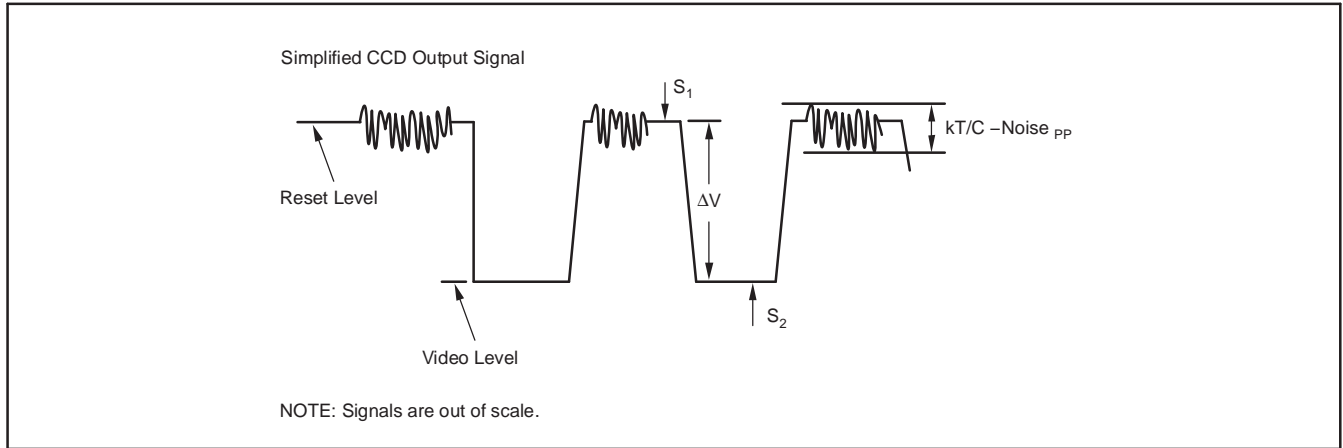 Simplified CCD Output Signal
S1
kT/C –Noise PP
Reset Level
ΔV
S2
Video Level
NOTE: Signals are out of scale.